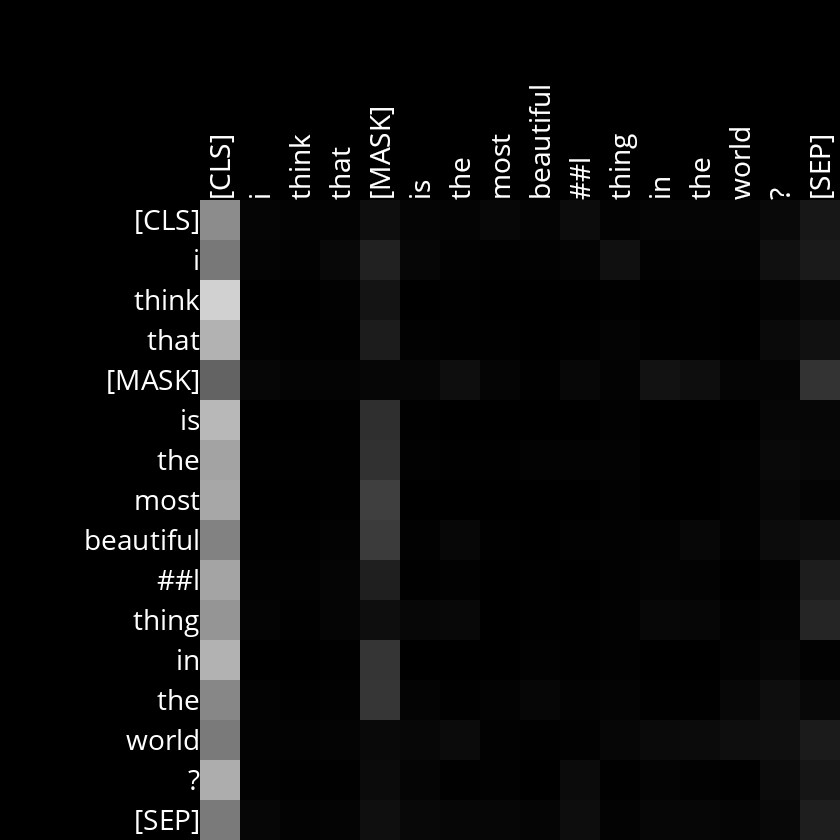 [CLS] i think that [MASK] is the most beautiful ##l thing in the world ? [SEP]
[CLS]
i
think
that
[MASK]
is
the
most
beautiful
##l
thing
in
the
world
?
[SEP]